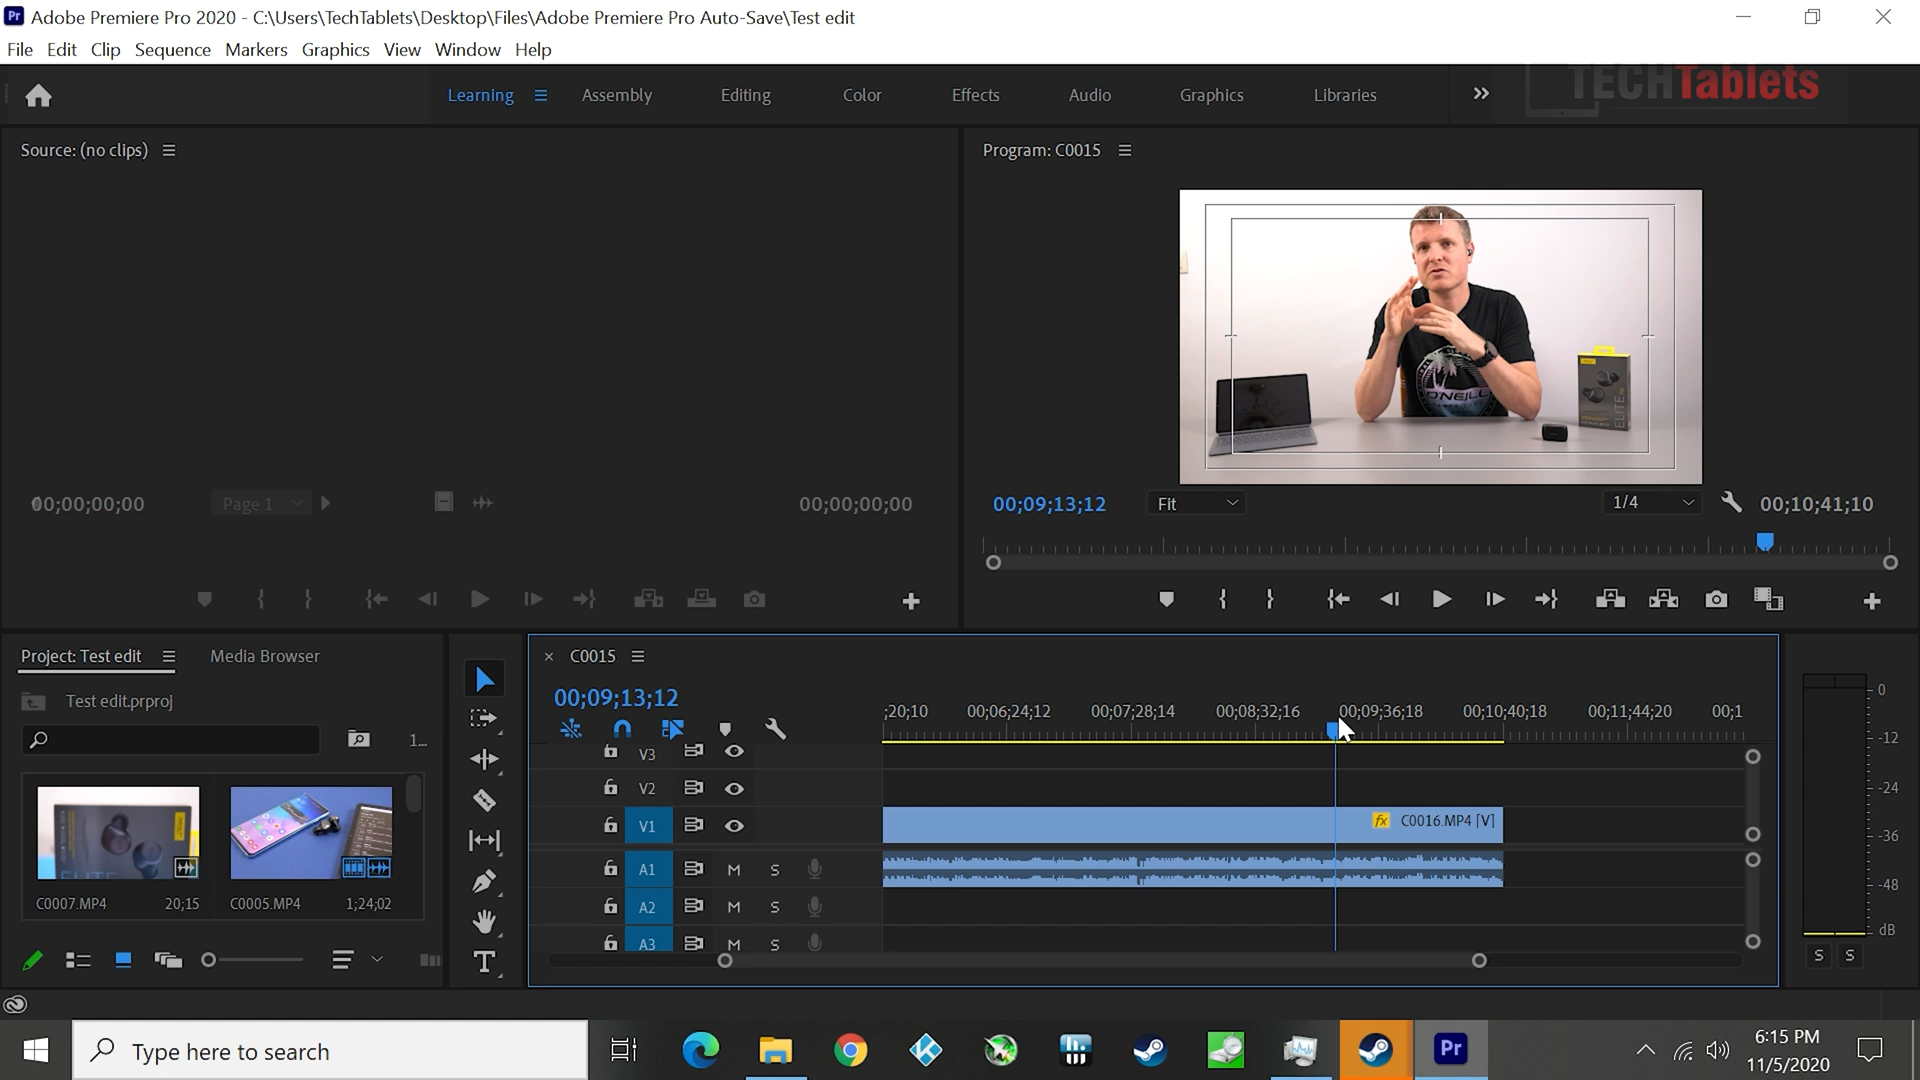 Adobe Premiere Pro 2020 - C:\Users\TechTablets\Desktop\Files\Adobe Premiere Pro Auto-Save\Test edit
File Edit Clip Sequence Markers Graphics View Window Help
Learning Assembly Editing Color Effects Audio Graphics Libraries
TECHTablets
Source: (no clips)
Program: C0015
O'NEILL
ELITE
00;00;00;00 Page 1 00;00;00;00
00;09;13;12 Fit 1/4 00;10;41;10
Project: Test edit Media Browser
Test edit.prproj
1...
ELITE
C0007.MP4 20;15 C0005.MP4 1;24;02
C0015
00;09;13;12
;20;10 00;06;24;12 00;07;28;14 00;08;32;16 00;09;36;18 00;10;40;18 00;11;44;20 00;1
V3
V2
V1 fx C0016.MP4 [V]
A1 M S
A2 M S
A3 M S
0
-12
-24
-36
-48
dB
S S
Type here to search
Pr
6:15 PM
11/5/2020